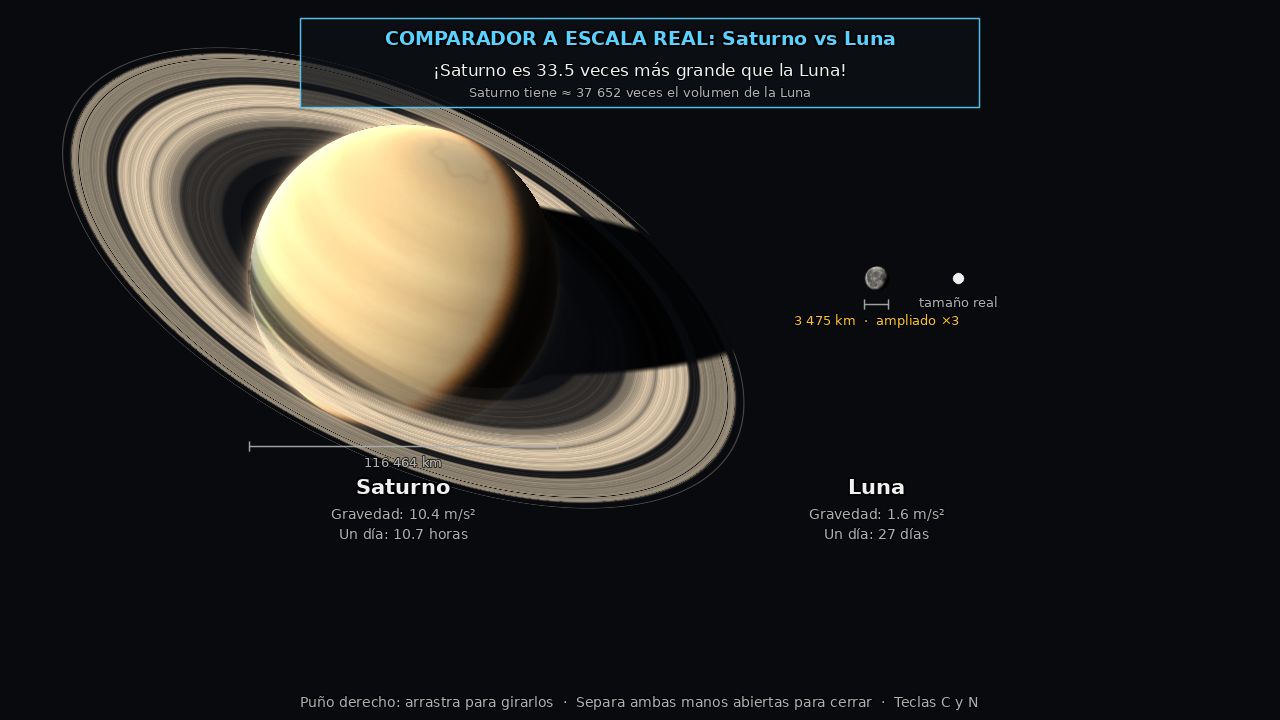 COMPARADOR A ESCALA REAL: Saturno vs Luna
¡Saturno es 33.5 veces más grande que la Luna!
Saturno tiene ≈ 37 652 veces el volumen de la Luna
tamaño real
3 475 km · ampliado ×3
116 464 km
Saturno
Gravedad: 10.4 m/s²
Un día: 10.7 horas
Luna
Gravedad: 1.6 m/s²
Un día: 27 días
Puño derecho: arrastra para girarlos · Separa ambas manos abiertas para cerrar · Teclas C y N